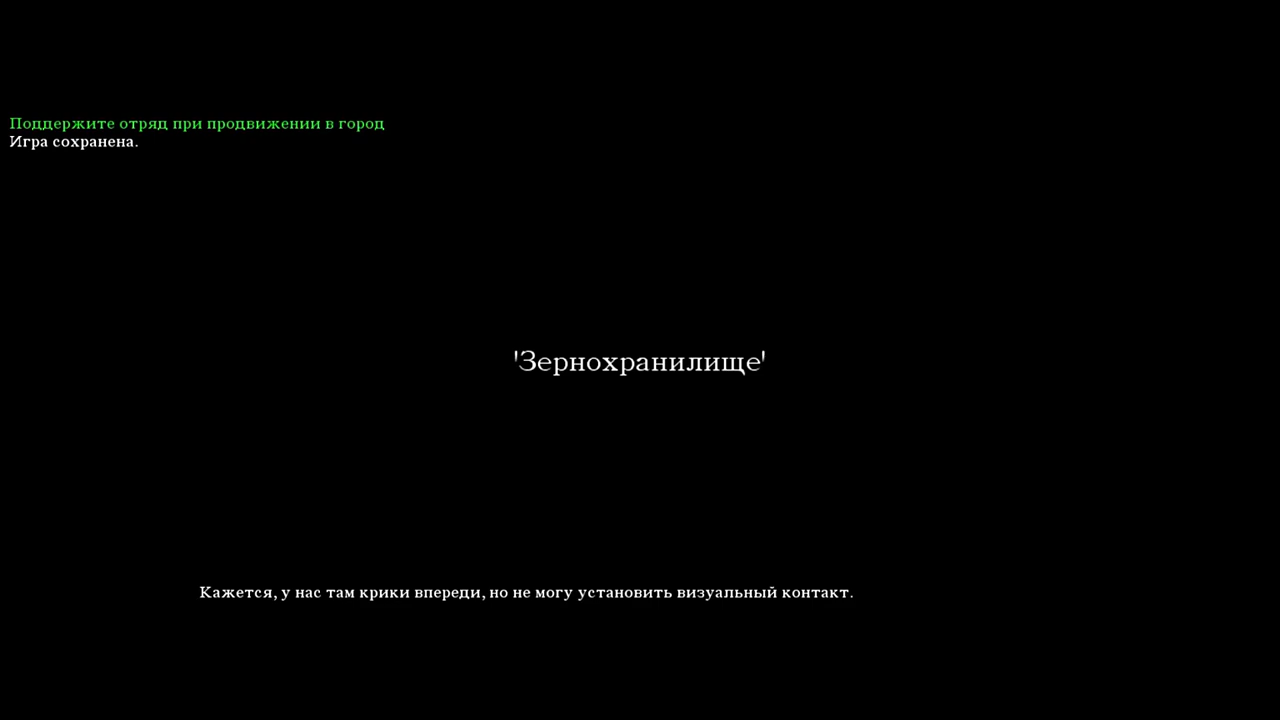 Поддержите отряд при продвижении в город
Игра сохранена.
'Зернохранилище'
Кажется, у нас там крики впереди, но не могу установить визуальный контакт.